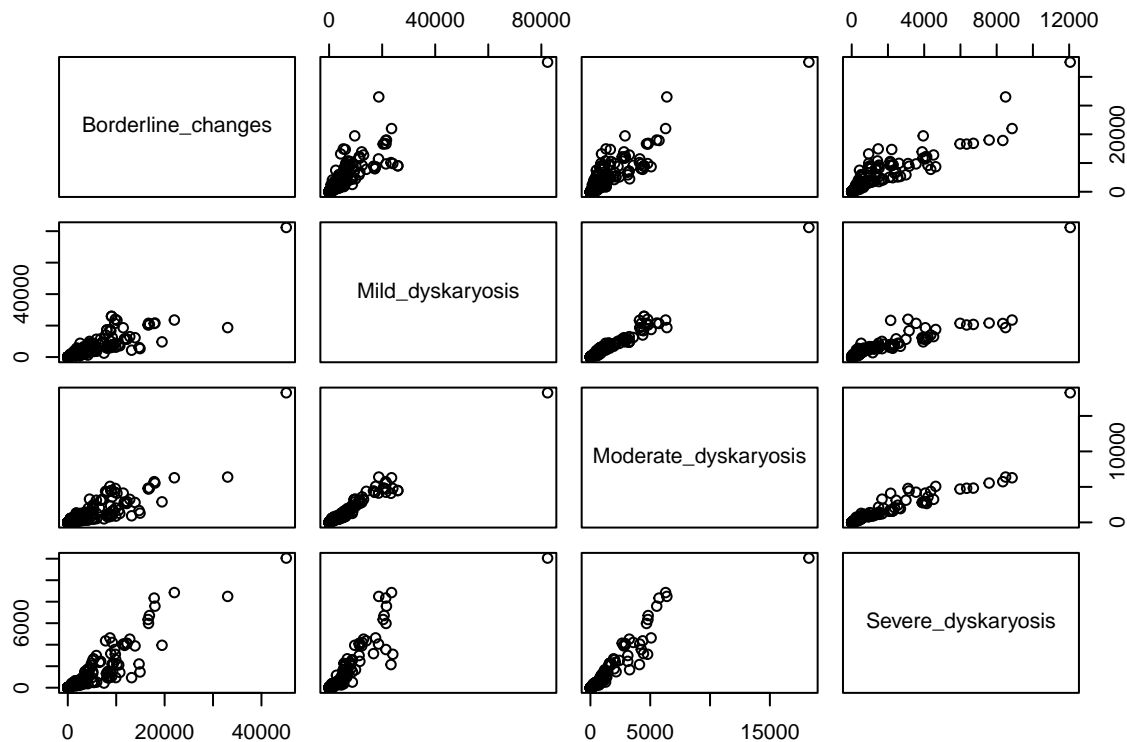 0 40000 80000
0 4000 8000 12000
Borderline_changes
0 20000
0 40000
Mild_dyskaryosis
Moderate_dyskaryosis
0 10000
0 6000
Severe_dyskaryosis
0 20000 40000
0 5000 15000